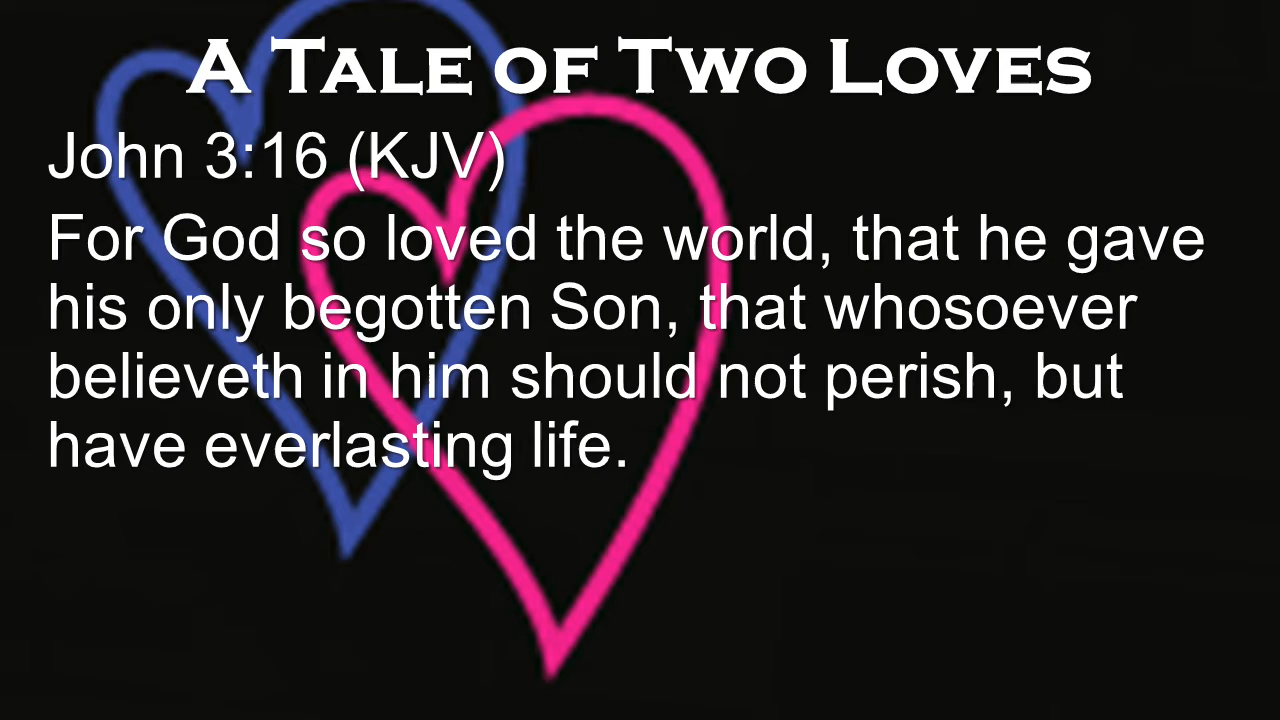 A Tale of Two Loves
John 3:16 (KJV)
For God so loved the world, that he gave
his only begotten Son, that whosoever
believeth in him should not perish, but
have everlasting life.